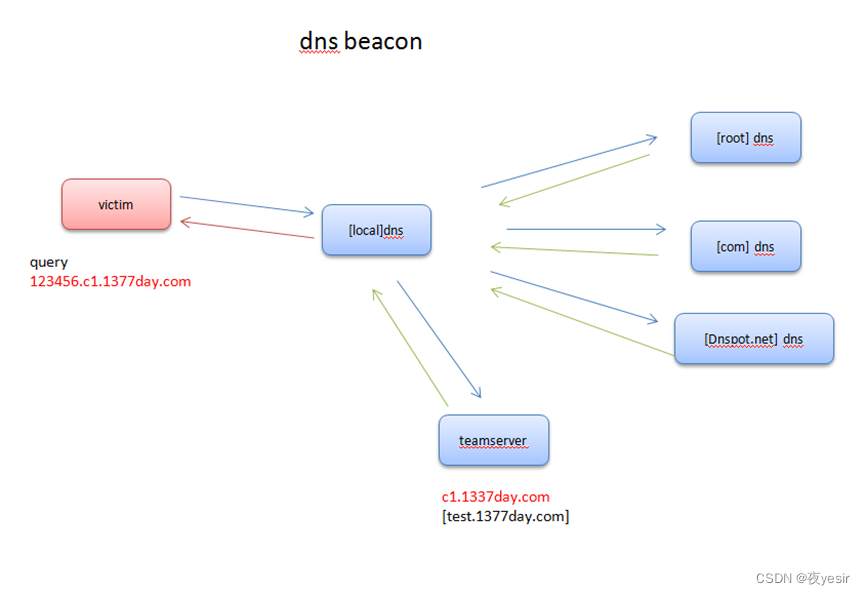 dns beacon
[root] dns
victim
[local]dns
[com] dns
query
123456.c1.1377day.com
[Dnspot.net] dns
teamserver
c1.1337day.com
[test.1377day.com]
CSDN @夜yesir